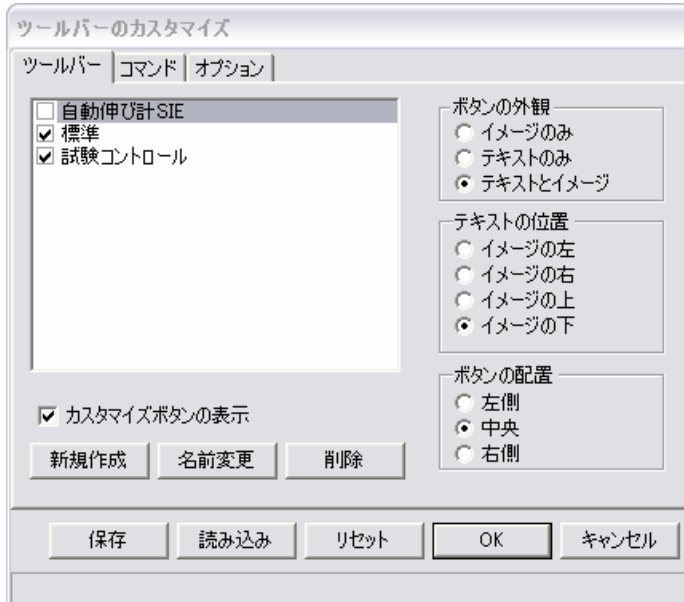 ツールバーのカスタマイズ
ツールバー コマンド オプション
自動伸び計SIE
標準
試験コントロール
ボタンの外観
イメージのみ
テキストのみ
テキストとイメージ
テキストの位置
イメージの左
イメージの右
イメージの上
イメージの下
ボタンの配置
左側
中央
右側
カスタマイズボタンの表示
新規作成 名前変更 削除
保存 読み込み リセット OK キャンセル